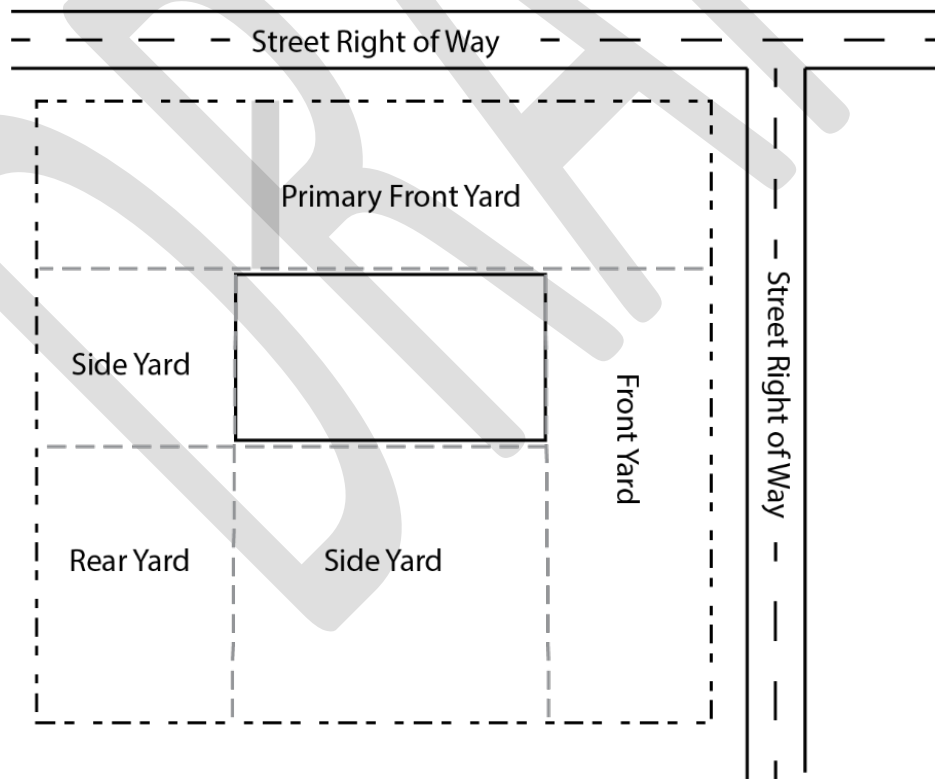 Street Right of Way
Primary Front Yard
Side Yard
Front Yard
Street Right of Way
Rear Yard
Side Yard
DRAFT